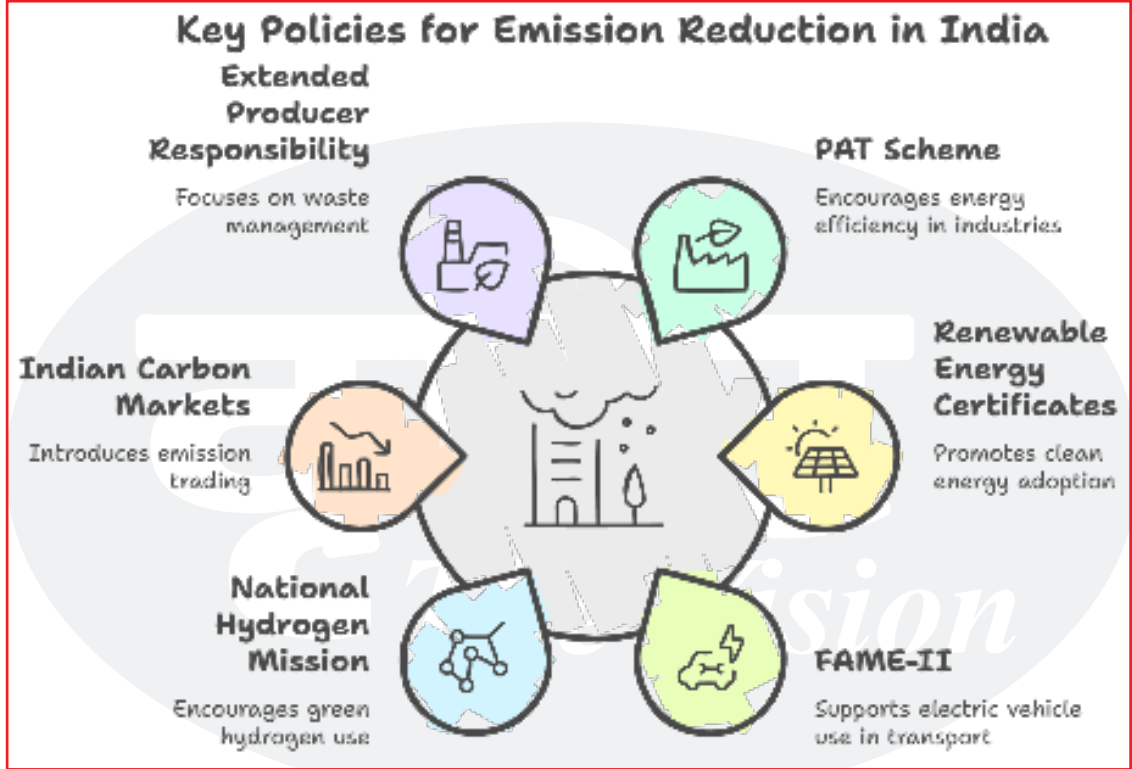 Key Policies for Emission Reduction in India
Extended
Producer
Responsibility
Focuses on waste
management
PAT Scheme
Encourages energy
efficiency in industries
Indian Carbon
Markets
Introduces emission
trading
Renewable
Energy
Certificates
Promotes clean
energy adoption
National
Hydrogen
Mission
Encourages green
hydrogen use
FAME-II
Supports electric vehicle
use in transport